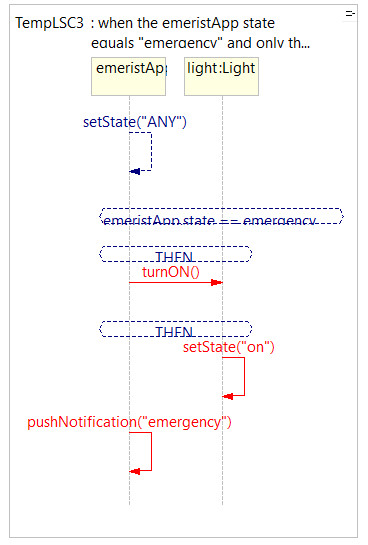 TempLSC3 : when the emeristApp state
equals "emergency" and only th...
emeristApp light:Light
setState("ANY")
emeristApp.state == emergency
THEN
turnON()
THEN
setState("on")
pushNotification("emergency")